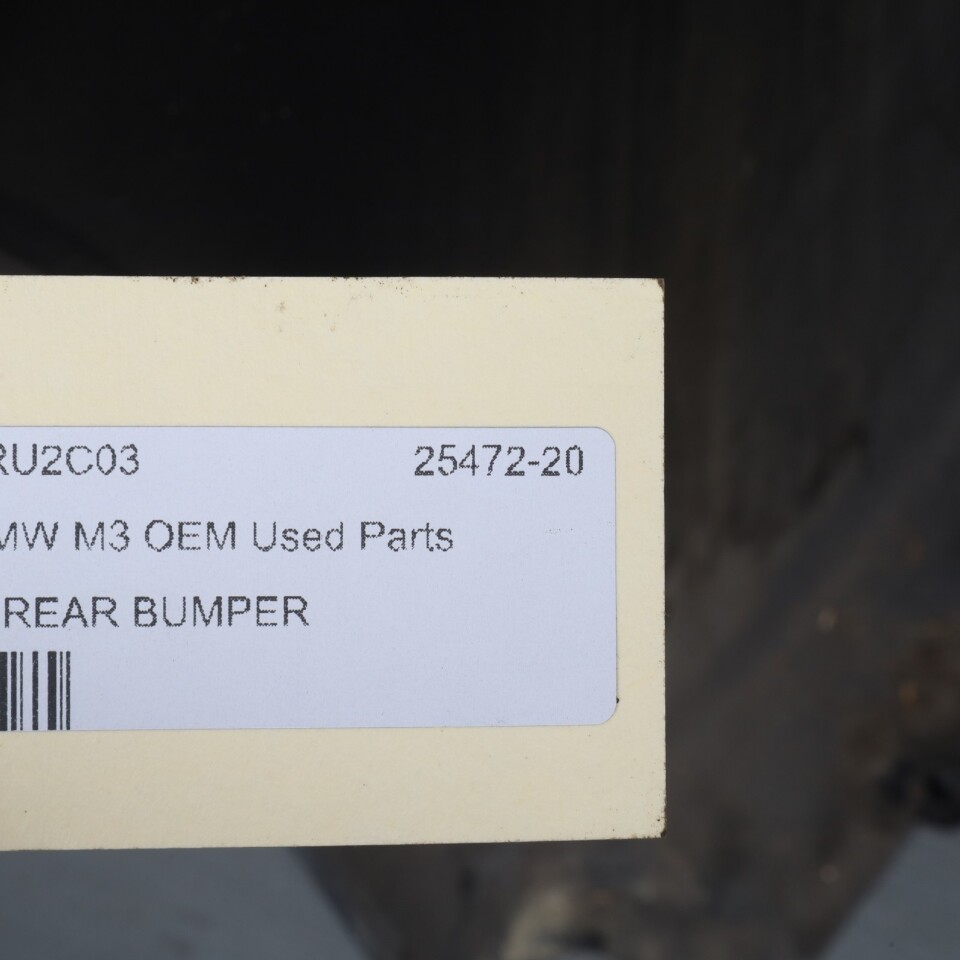 RU2C03 25472-20
MW M3 OEM Used Parts
REAR BUMPER